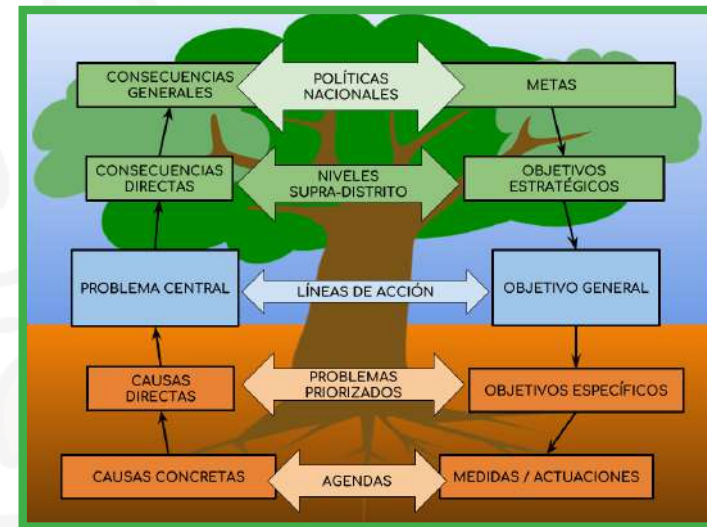 CONSECUENCIAS
GENERALES
POLÍTICAS
NACIONALES
METAS
CONSECUENCIAS
DIRECTAS
NIVELES
SUPRA-DISTRITO
OBJETIVOS
ESTRATÉGICOS
PROBLEMA CENTRAL
LÍNEAS DE ACCIÓN
OBJETIVO GENERAL
CAUSAS
DIRECTAS
PROBLEMAS
PRIORIZADOS
OBJETIVOS ESPECÍFICOS
CAUSAS CONCRETAS
AGENDAS
MEDIDAS / ACTUACIONES